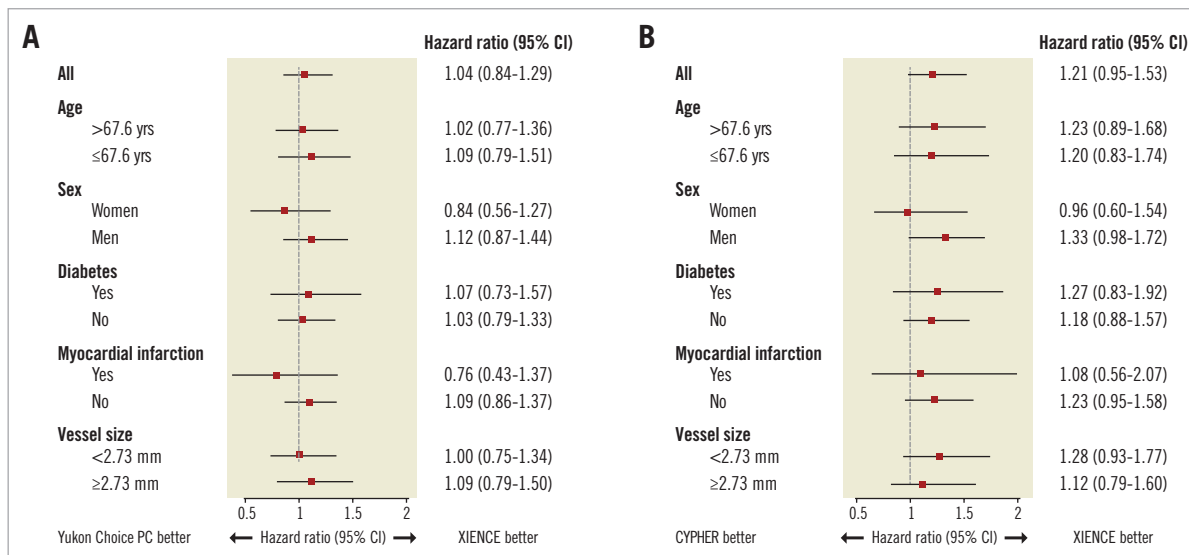 A
Hazard ratio (95% CI)
All 1.04 (0.84-1.29)
Age
>67.6 yrs 1.02 (0.77-1.36)
≤67.6 yrs 1.09 (0.79-1.51)
Sex
Women 0.84 (0.56-1.27)
Men 1.12 (0.87-1.44)
Diabetes
Yes 1.07 (0.73-1.57)
No 1.03 (0.79-1.33)
Myocardial infarction
Yes 0.76 (0.43-1.37)
No 1.09 (0.86-1.37)
Vessel size
<2.73 mm 1.00 (0.75-1.34)
≥2.73 mm 1.09 (0.79-1.50)
0.5 1 1.5 2
Yukon Choice PC better ← Hazard ratio (95% CI) → XIENCE better
B
Hazard ratio (95% CI)
All 1.21 (0.95-1.53)
Age
>67.6 yrs 1.23 (0.89-1.68)
≤67.6 yrs 1.20 (0.83-1.74)
Sex
Women 0.96 (0.60-1.54)
Men 1.33 (0.98-1.72)
Diabetes
Yes 1.27 (0.83-1.92)
No 1.18 (0.88-1.57)
Myocardial infarction
Yes 1.08 (0.56-2.07)
No 1.23 (0.95-1.58)
Vessel size
<2.73 mm 1.28 (0.93-1.77)
≥2.73 mm 1.12 (0.79-1.60)
0.5 1 1.5 2
CYPHER better ← Hazard ratio (95% CI) → XIENCE better